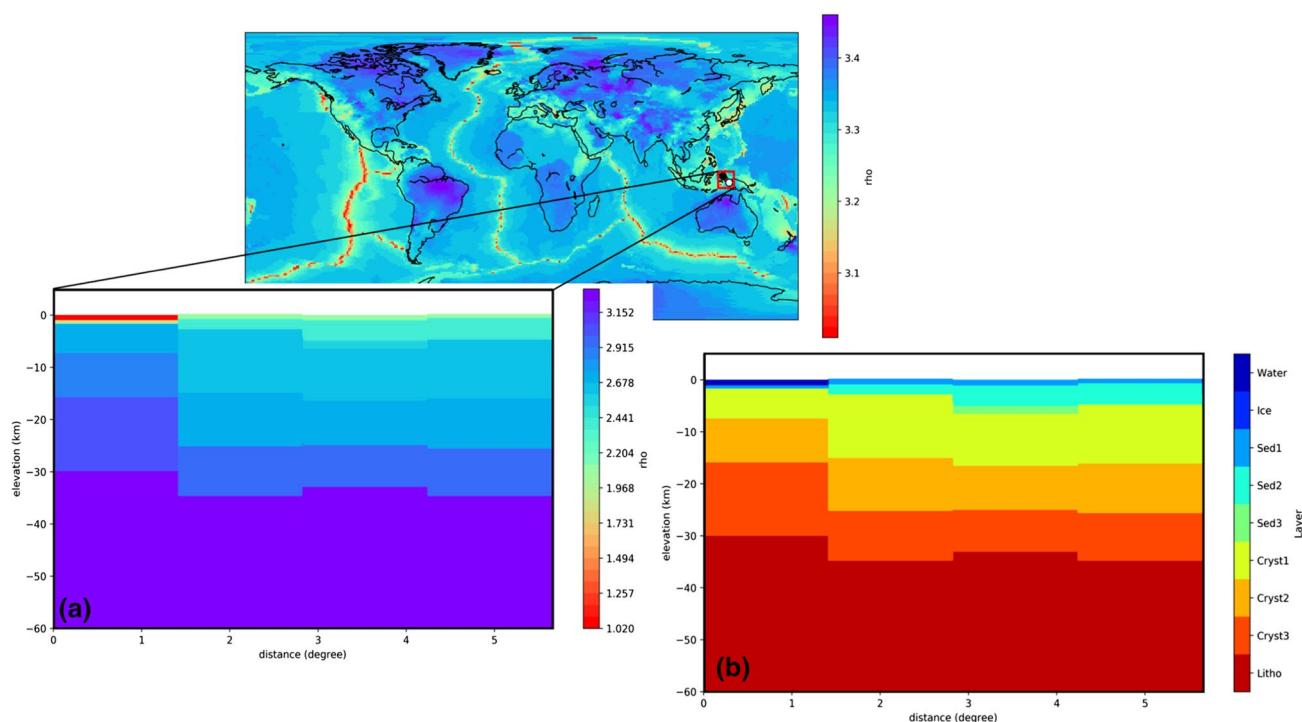 3.4
3.3
3.2
3.1
rho
0
−10
−20
−30
−40
−50
−60
elevation (km)
0
1
2
3
4
5
distance (degree)
(a)
3.152
2.915
2.678
2.441
2.204
1.968
1.731
1.494
1.257
1.020
rho
0
−10
−20
−30
−40
−50
−60
elevation (km)
0
1
2
3
4
5
distance (degree)
(b)
Water
Ice
Sed1
Sed2
Sed3
Cryst1
Cryst2
Cryst3
Litho
Layer